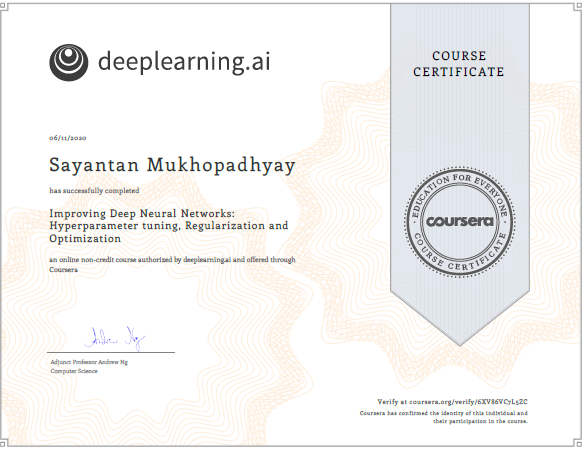 deeplearning.ai
COURSE
CERTIFICATE
06/11/2020
Sayantan Mukhopadhyay
has successfully completed
Improving Deep Neural Networks:
Hyperparameter tuning, Regularization and
Optimization
an online non-credit course authorized by deeplearning.ai and offered through
Coursera
EDUCATION FOR EVERYONE
coursera
COURSE CERTIFICATE
Andrew Ng
Adjunct Professor Andrew Ng
Computer Science
Verify at coursera.org/verify/6XV86VC7L5ZC
Coursera has confirmed the identity of this individual and
their participation in the course.